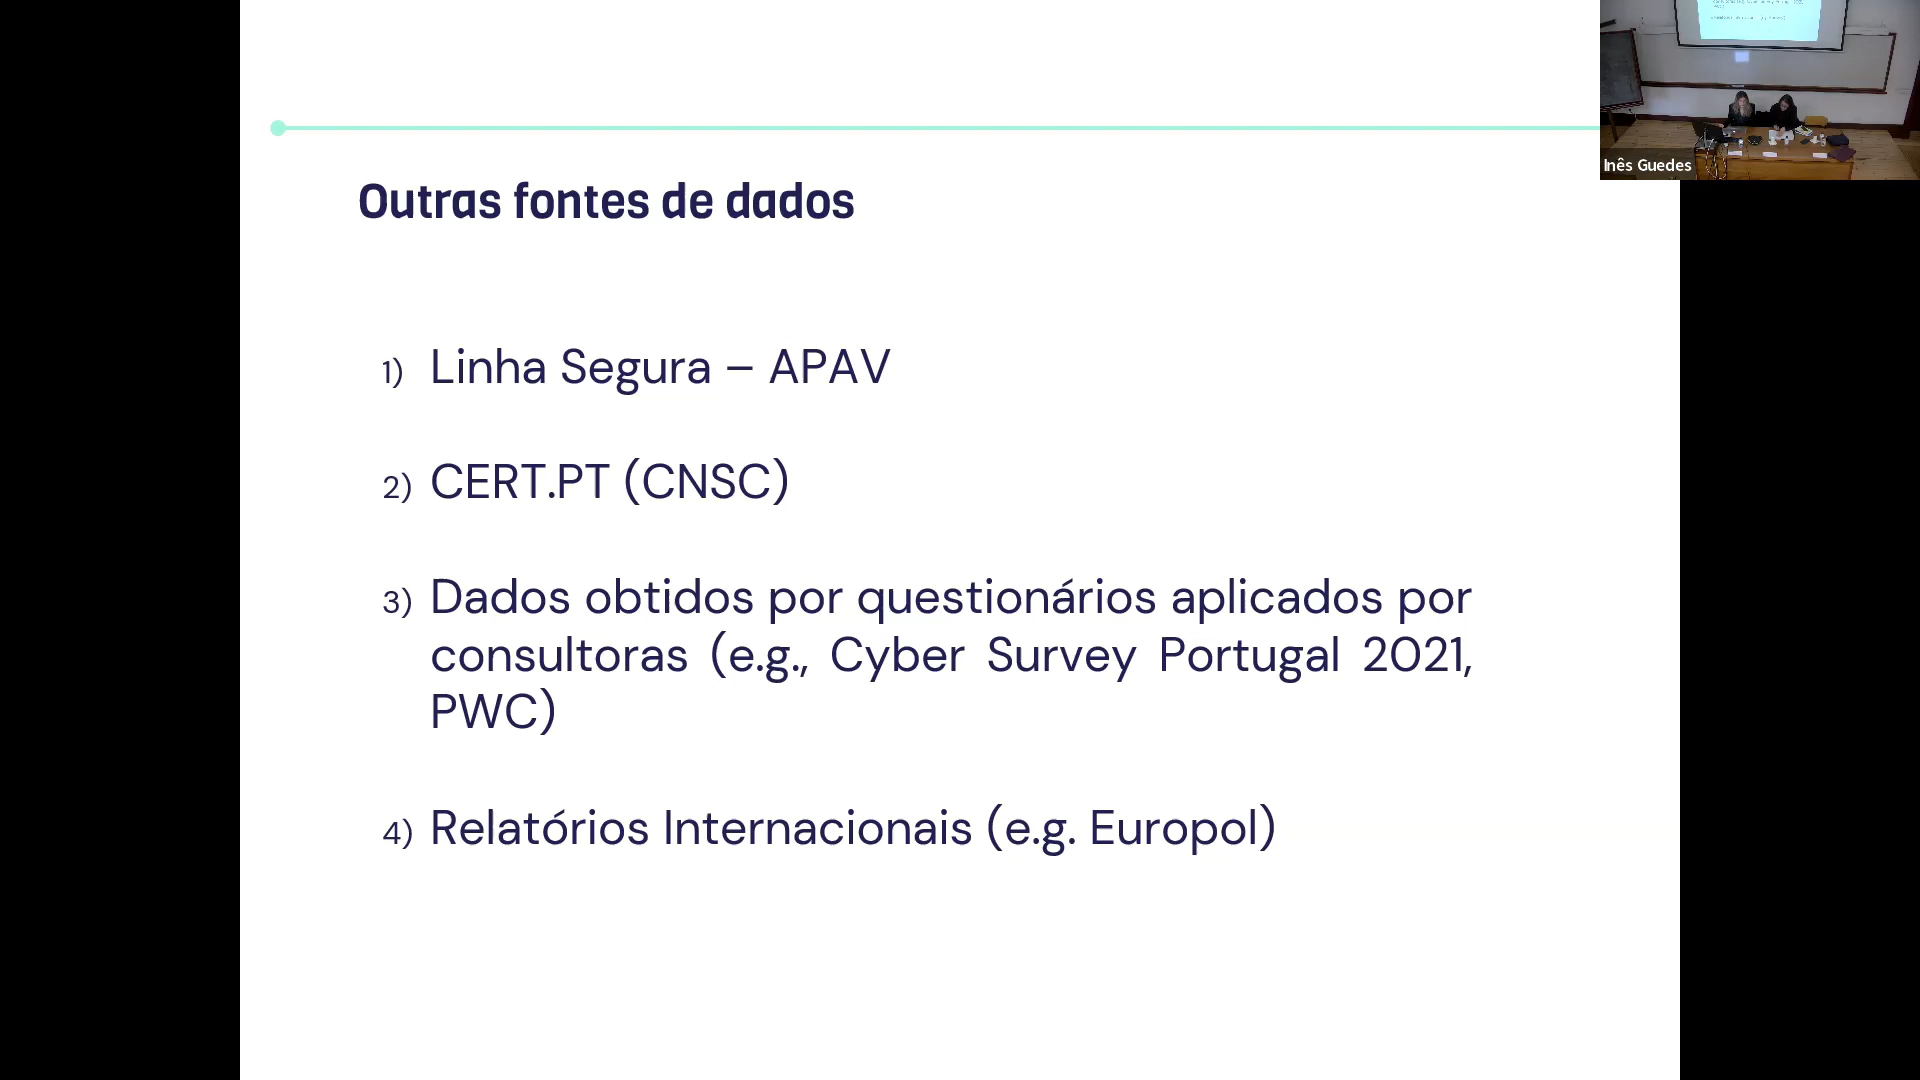 Outras fontes de dados
1) Linha Segura – APAV
2) CERT.PT (CNSC)
3) Dados obtidos por questionários aplicados por
consultoras (e.g., Cyber Survey Portugal 2021,
PWC)
4) Relatórios Internacionais (e.g. Europol)
Inês Guedes